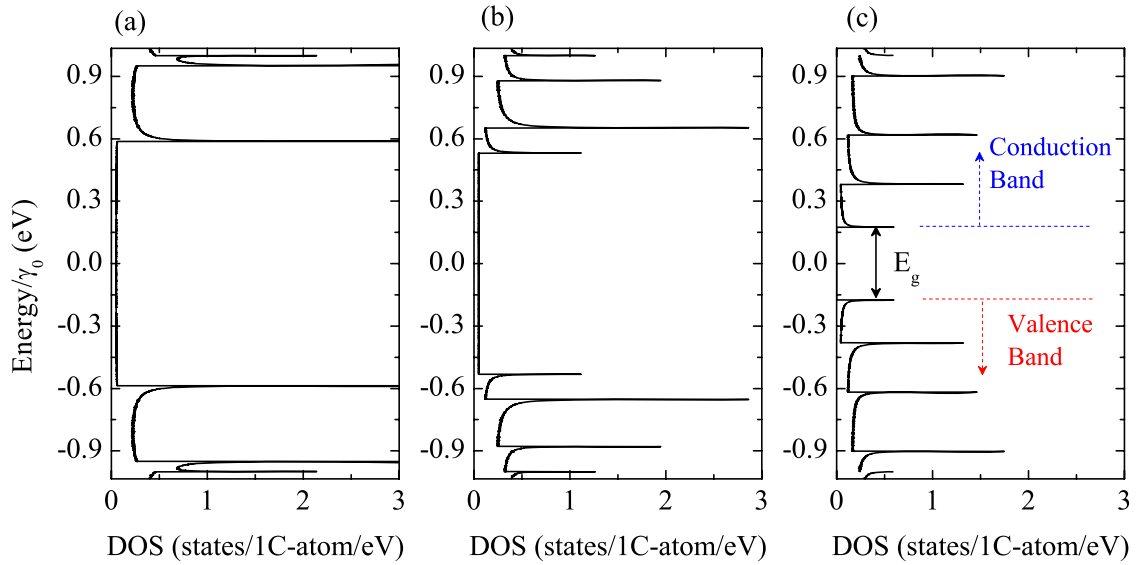 (a)
(b)
(c)
Energy/γ₀ (eV)
0.9
0.6
0.3
0.0
-0.3
-0.6
-0.9
0 1 2 3
DOS (states/1C-atom/eV)
0.9
0.6
0.3
0.0
-0.3
-0.6
-0.9
0 1 2 3
DOS (states/1C-atom/eV)
0.9
0.6
0.3
0.0
-0.3
-0.6
-0.9
Conduction
Band
E_g
Valence
Band
0 1 2 3
DOS (states/1C-atom/eV)